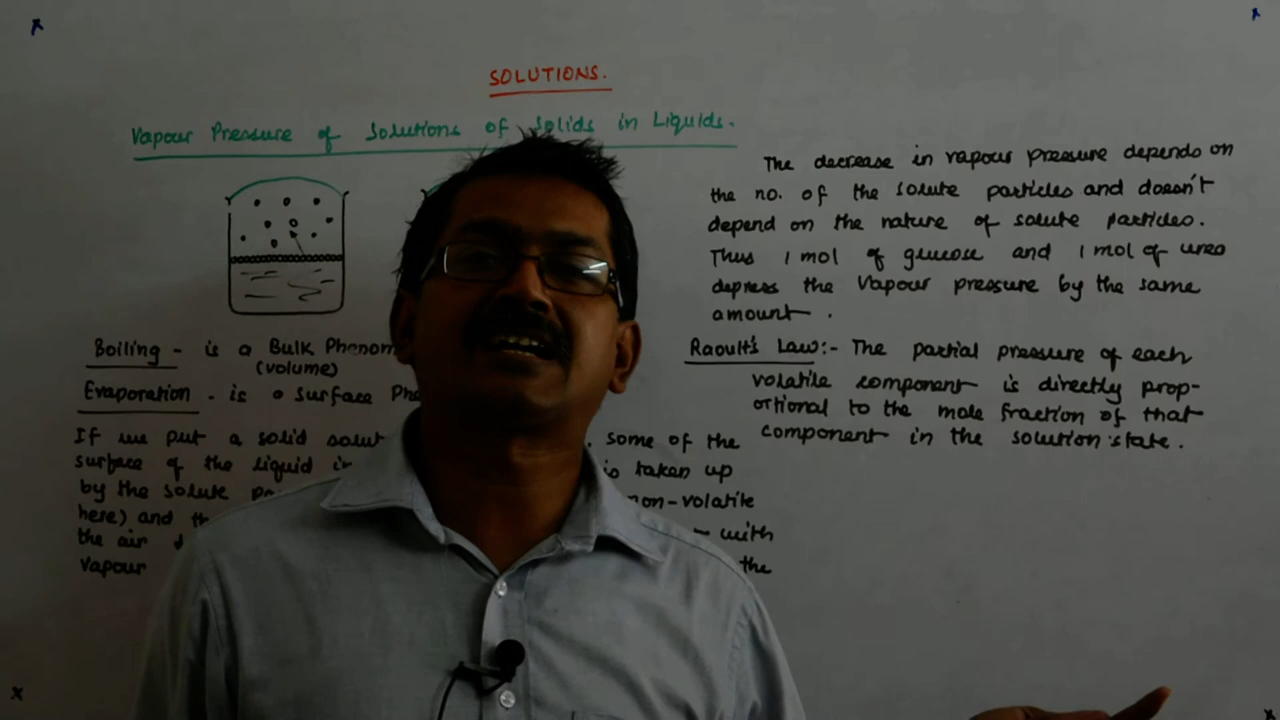 SOLUTIONS.
Vapour Pressure of Solutions of Solids in Liquids.
Boiling - is a Bulk Phenom
(volume)
Evaporation - is a surface Phe
If we put a solid solut
some of the
surface of the liquid
is taken up
by the solute
non-volatile
here) and
with
the air
Vapour
the
The decrease in vapour pressure depends on
the no. of the solute particles and doesn't
depend on the nature of solute particles.
Thus 1 mol of glucose and 1 mol of urea
depress the Vapour pressure by the same
amount.
Raoult's Law:- The partial pressure of each
volatile component is directly prop-
ortional to the mole fraction of that
component in the solution state.